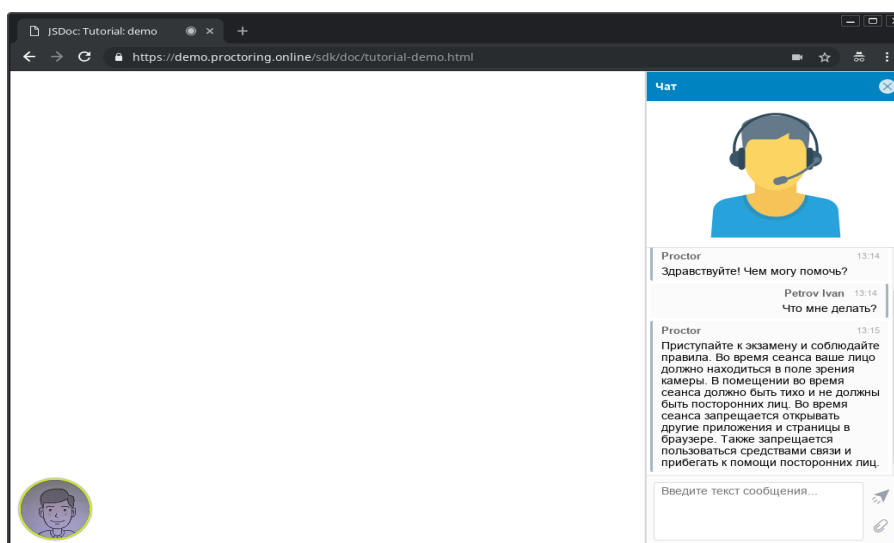 JSDoc: Tutorial: demo
https://demo.proctoring.online/sdk/doc/tutorial-demo.html
Чат
Proctor 13:14
Здравствуйте! Чем могу помочь?
Petrov Ivan 13:14
Что мне делать?
Proctor 13:15
Приступайте к экзамену и соблюдайте
правила. Во время сеанса ваше лицо
должно находиться в поле зрения
камеры. В помещении во время
сеанса должно быть тихо и не должны
быть посторонних лиц. Во время
сеанса запрещается открывать
другие приложения и страницы в
браузере. Также запрещается
пользоваться средствами связи и
прибегать к помощи посторонних лиц.
Введите текст сообщения...